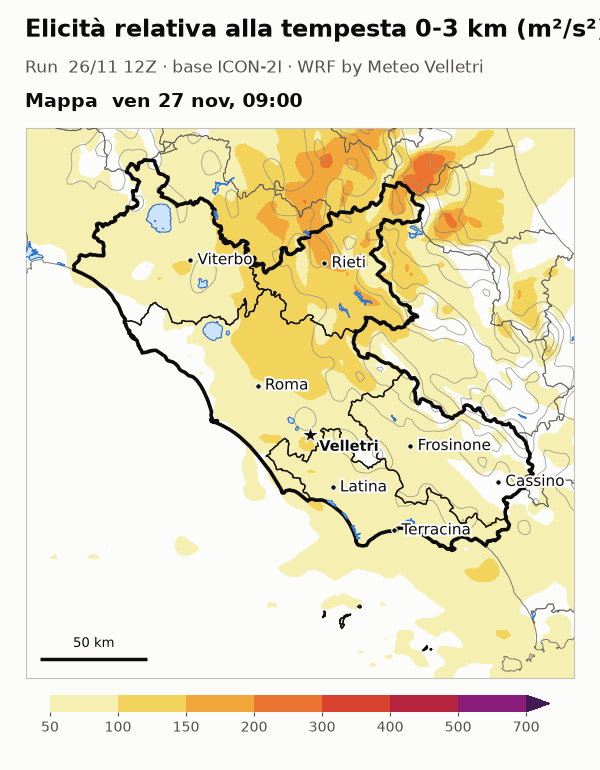 Elicità relativa alla tempesta 0-3 km (m²/s²)
Run  26/11 12Z · base ICON-2I · WRF by Meteo Velletri
Mappa  ven 27 nov, 09:00
Viterbo
Rieti
Roma
Velletri
Frosinone
Cassino
Latina
Terracina
50 km
50 100 150 200 300 400 500 700